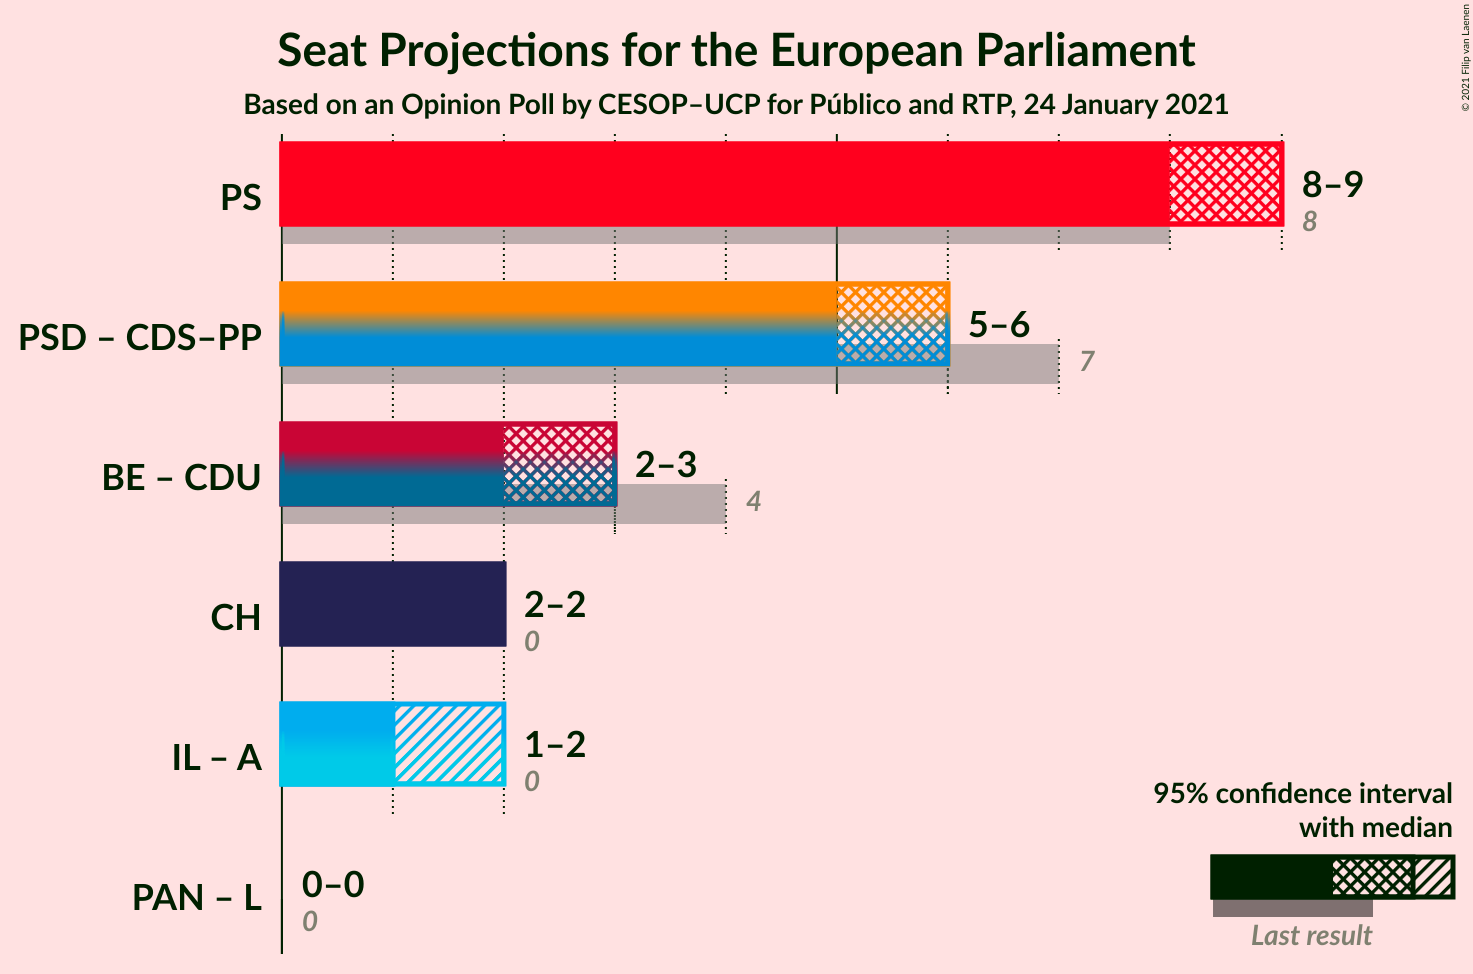 Seat Projections for the European Parliament
Based on an Opinion Poll by CESOP–UCP for Público and RTP, 24 January 2021
© 2021 Filip van Laenen
PS
8–9
8
PSD – CDS–PP
5–6
7
BE – CDU
2–3
4
CH
2–2
0
IL – A
1–2
0
PAN – L
0–0
0
95% confidence interval
with median
Last result